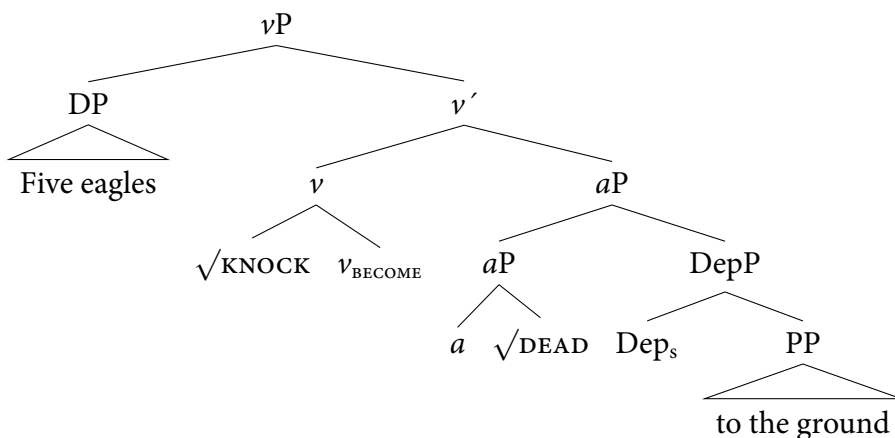 vP
DP v′
Five eagles v aP
√KNOCK vBECOME aP DepP
a √DEAD Deps PP
to the ground